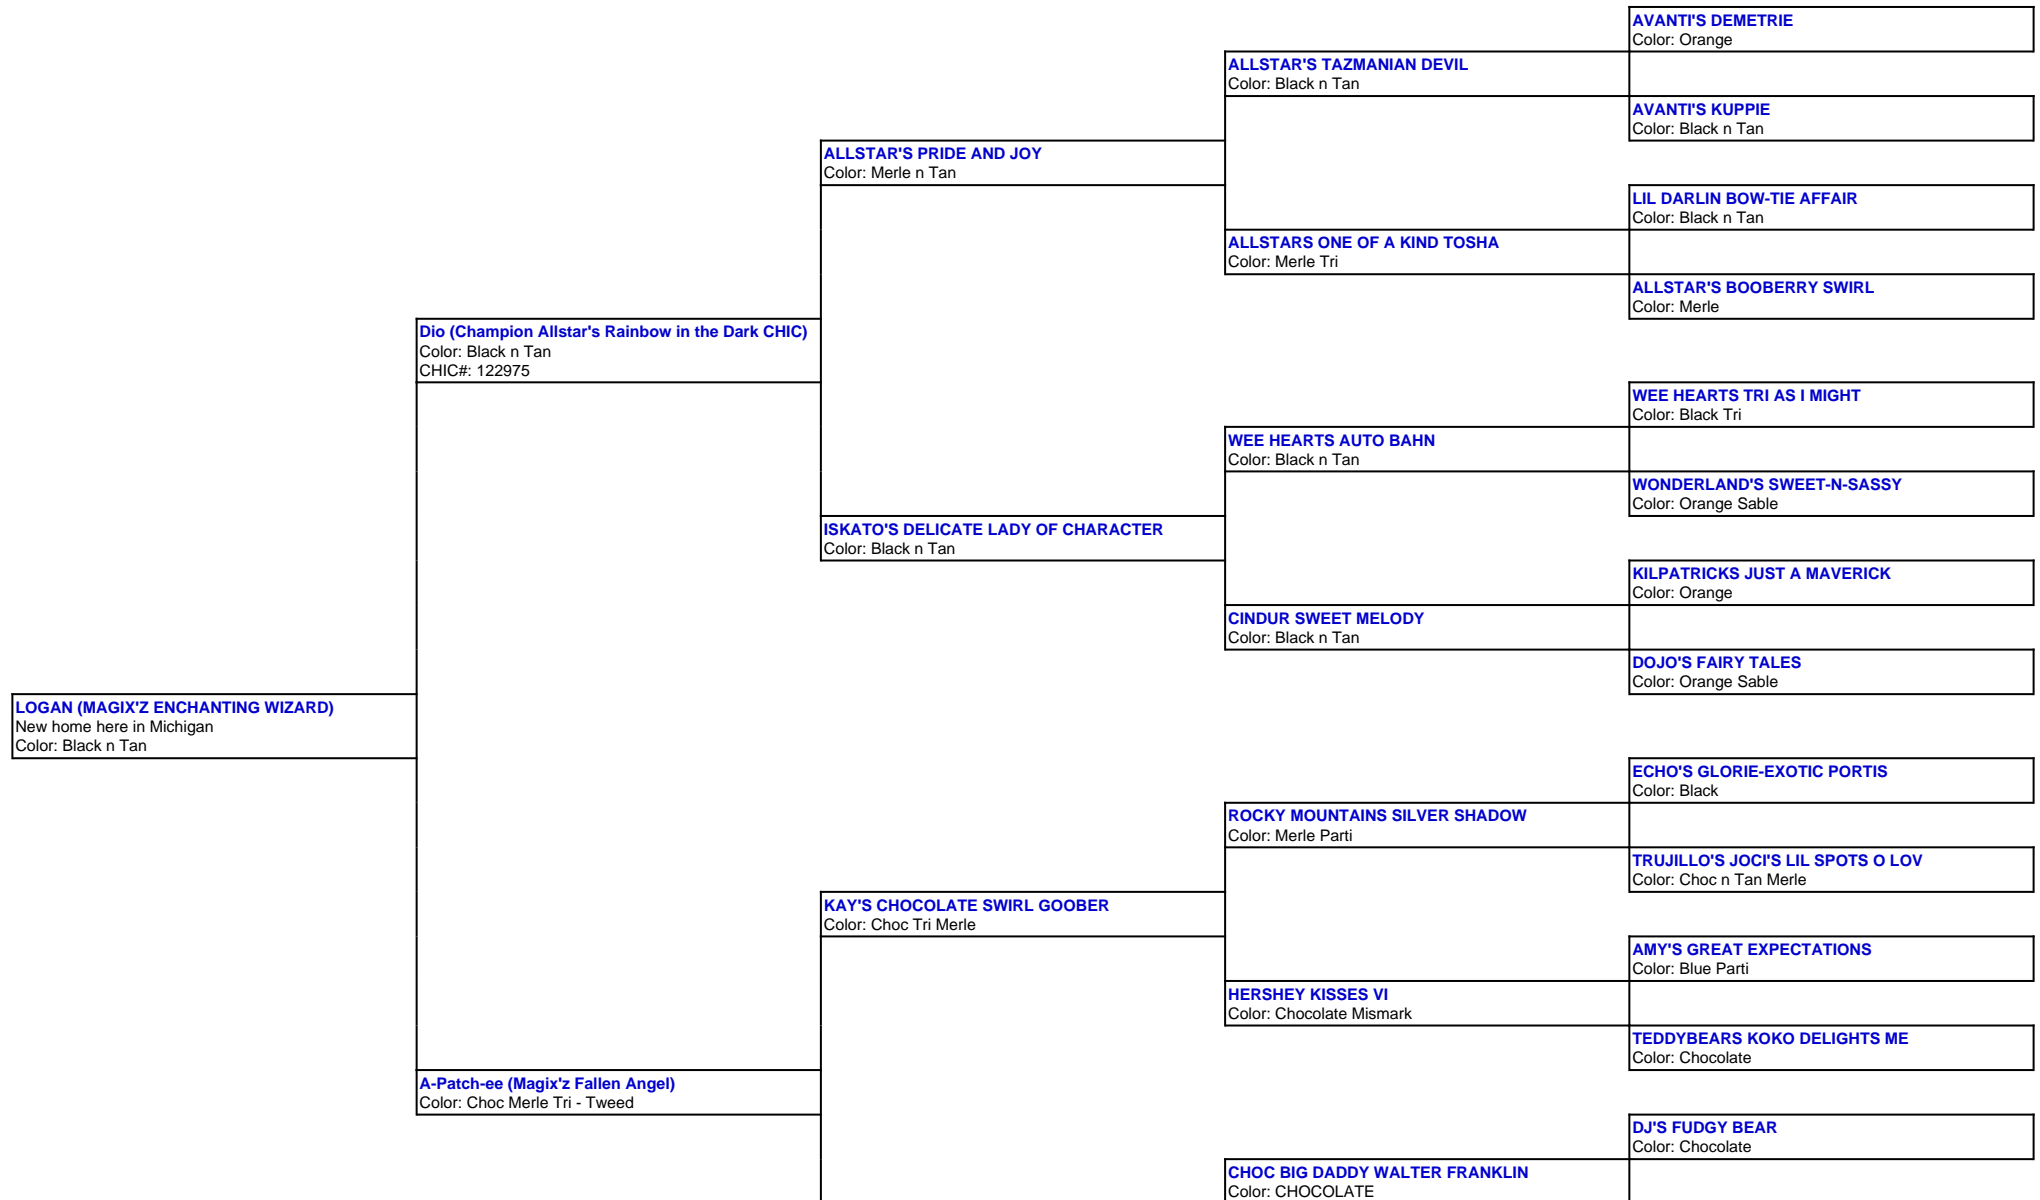 AVANTI'S DEMETRIE
Color: Orange
ALLSTAR'S TAZMANIAN DEVIL
Color: Black n Tan
AVANTI'S KUPPIE
Color: Black n Tan
ALLSTAR'S PRIDE AND JOY
Color: Merle n Tan
LIL DARLIN BOW-TIE AFFAIR
Color: Black n Tan
ALLSTARS ONE OF A KIND TOSHA
Color: Merle Tri
ALLSTAR'S BOOBERRY SWIRL
Color: Merle
Dio (Champion Allstar's Rainbow in the Dark CHIC)
Color: Black n Tan
CHIC#: 122975
WEE HEARTS TRI AS I MIGHT
Color: Black Tri
WEE HEARTS AUTO BAHN
Color: Black n Tan
WONDERLAND'S SWEET-N-SASSY
Color: Orange Sable
ISKATO'S DELICATE LADY OF CHARACTER
Color: Black n Tan
KILPATRICKS JUST A MAVERICK
Color: Orange
CINDUR SWEET MELODY
Color: Black n Tan
DOJO'S FAIRY TALES
Color: Orange Sable
LOGAN (MAGIX'Z ENCHANTING WIZARD)
New home here in Michigan
Color: Black n Tan
ECHO'S GLORIE-EXOTIC PORTIS
Color: Black
ROCKY MOUNTAINS SILVER SHADOW
Color: Merle Parti
TRUJILLO'S JOCI'S LIL SPOTS O LOV
Color: Choc n Tan Merle
KAY'S CHOCOLATE SWIRL GOOBER
Color: Choc Tri Merle
AMY'S GREAT EXPECTATIONS
Color: Blue Parti
HERSHEY KISSES VI
Color: Chocolate Mismark
TEDDYBEARS KOKO DELIGHTS ME
Color: Chocolate
A-Patch-ee (Magix'z Fallen Angel)
Color: Choc Merle Tri - Tweed
DJ'S FUDGY BEAR
Color: Chocolate
CHOC BIG DADDY WALTER FRANKLIN
Color: CHOCOLATE